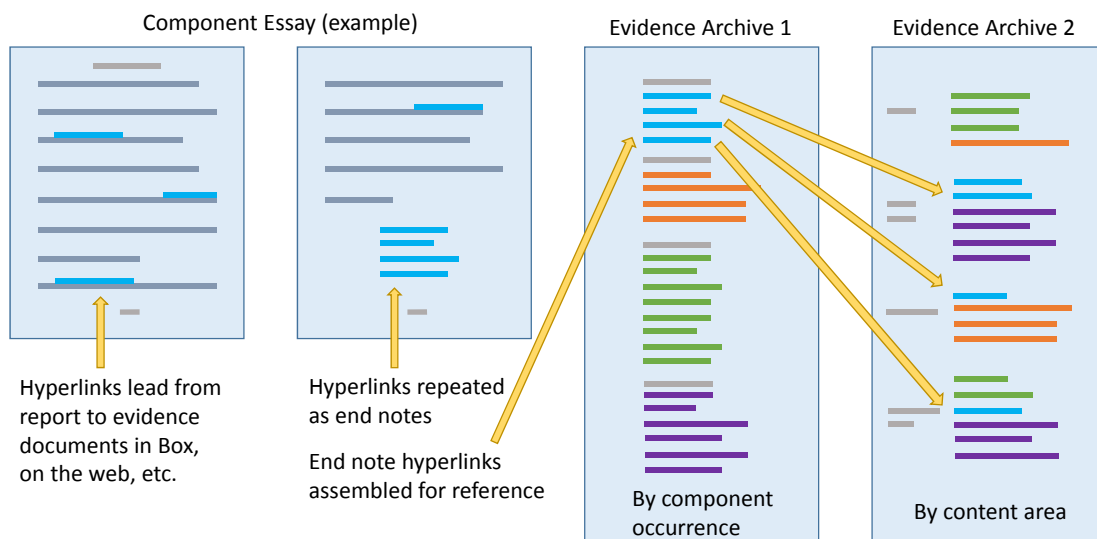 Component Essay (example)
Evidence Archive 1
Evidence Archive 2
Hyperlinks lead from
report to evidence
documents in Box,
on the web, etc.
Hyperlinks repeated
as end notes
End note hyperlinks
assembled for reference
By component
occurrence
By content area